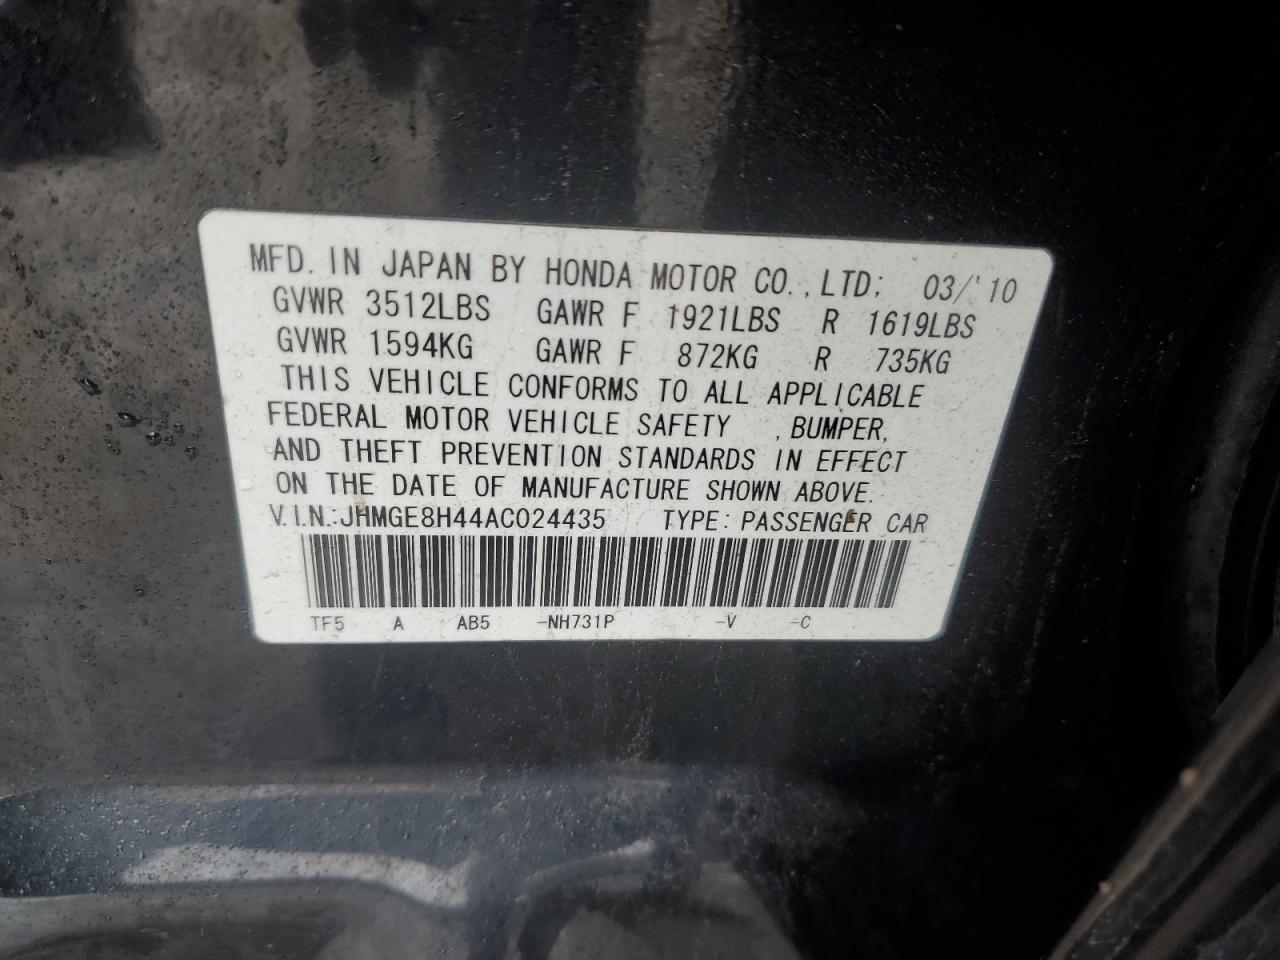 MFD. IN JAPAN BY HONDA MOTOR CO., LTD; 03/'10
GVWR 3512LBS GAWR F 1921LBS R 1619LBS
GVWR 1594KG GAWR F 872KG R 735KG
THIS VEHICLE CONFORMS TO ALL APPLICABLE
FEDERAL MOTOR VEHICLE SAFETY , BUMPER,
AND THEFT PREVENTION STANDARDS IN EFFECT
ON THE DATE OF MANUFACTURE SHOWN ABOVE.
V.I.N.:JHMGE8H44AC024435 TYPE: PASSENGER CAR
TF5 A AB5 -NH731P -V -C